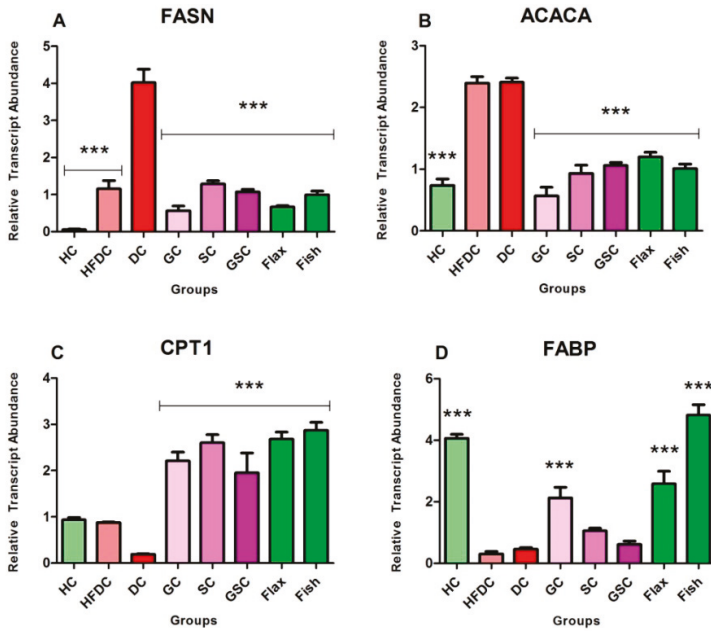 A FASN
Relative Transcript Abundance
5
4
3
2
1
0
***
***
HC HFDC DC GC SC GSC Flax Fish
Groups
B ACACA
Relative Transcript Abundance
3
2
1
0
***
***
HC HFDC DC GC SC GSC Flax Fish
Groups
C CPT1
Relative Transcript Abundance
3
2
1
0
***
HC HFDC DC GC SC GSC Flax Fish
Groups
D FABP
Relative Transcript Abundance
6
4
2
0
***
***
***
***
HC HFDC DC GC SC GSC Flax Fish
Groups